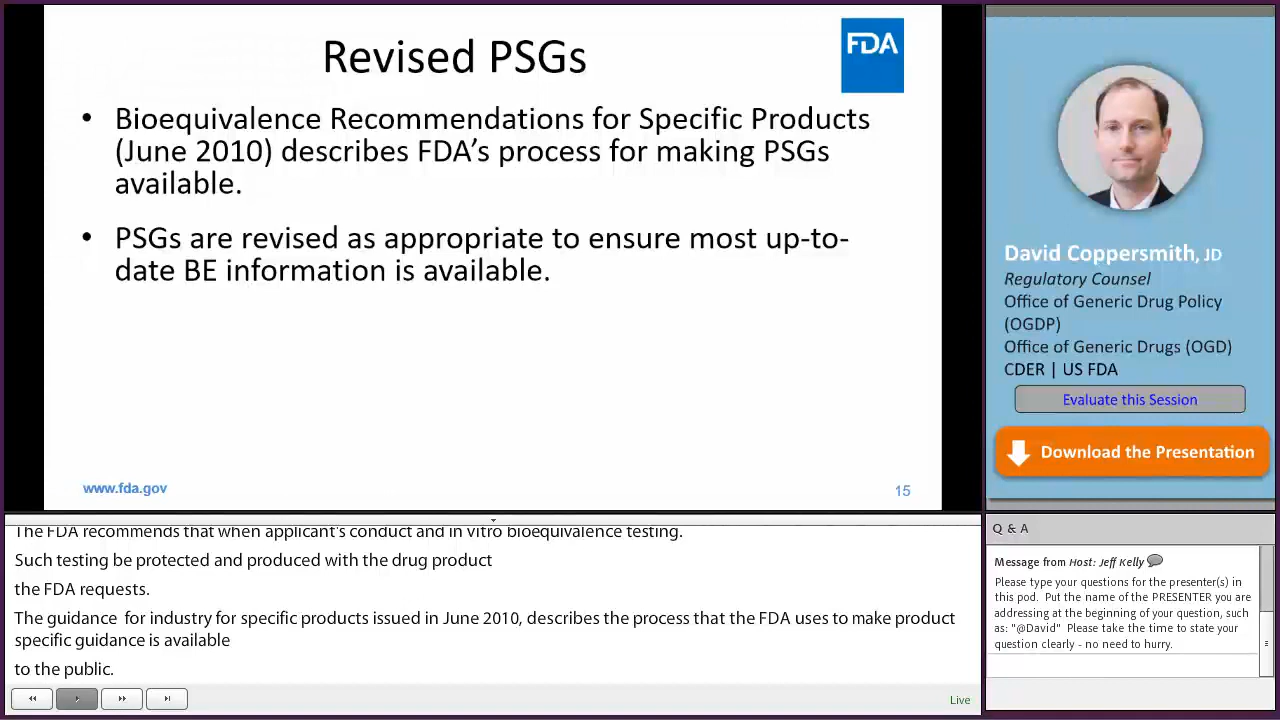 Revised PSGs
FDA
• Bioequivalence Recommendations for Specific Products
(June 2010) describes FDA's process for making PSGs
available.
• PSGs are revised as appropriate to ensure most up-to-
date BE information is available.
www.fda.gov
15
David Coppersmith, JD
Regulatory Counsel
Office of Generic Drug Policy
(OGDP)
Office of Generic Drugs (OGD)
CDER | US FDA
Evaluate this Session
Download the Presentation
The FDA recommends that when applicant's conduct and in vitro bioequivalence testing.
Such testing be protected and produced with the drug product
the FDA requests.
The guidance for industry for specific products issued in June 2010, describes the process that the FDA uses to make product
specific guidance is available
to the public.
Live
Q & A
Message from Host: Jeff Kelly
Please type your questions for the presenter(s) in
this pod. Put the name of the PRESENTER you are
addressing at the beginning of your question, such
as: "@David" Please take the time to state your
question clearly - no need to hurry.